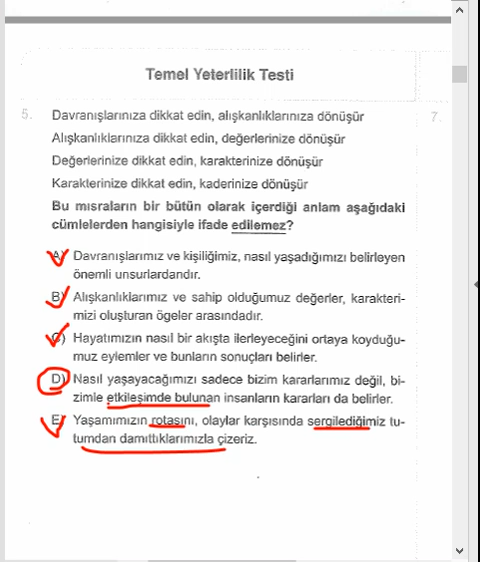 Temel Yeterlilik Testi
5. Davranışlarınıza dikkat edin, alışkanlıklarınıza dönüşür
7.
Alışkanlıklarınıza dikkat edin, değerlerinize dönüşür
Değerlerinize dikkat edin, karakterinize dönüşür
Karakterinize dikkat edin, kaderinize dönüşür
Bu mısraların bir bütün olarak içerdiği anlam aşağıdaki
cümlelerden hangisiyle ifade edilemez?
A) Davranışlarımız ve kişiliğimiz, nasıl yaşadığımızı belirleyen
önemli unsurlardandır.
B) Alışkanlıklarımız ve sahip olduğumuz değerler, karakteri-
mizi oluşturan ögeler arasındadır.
C) Hayatımızın nasıl bir akışta ilerleyeceğini ortaya koyduğu-
muz eylemler ve bunların sonuçları belirler.
D) Nasıl yaşayacağımızı sadece bizim kararlarımız değil, bi-
zimle etkileşimde bulunan insanların kararları da belirler.
E) Yaşamımızın rotasını, olaylar karşısında sergilediğimiz tu-
tumdan damıttıklarımızla çizeriz.